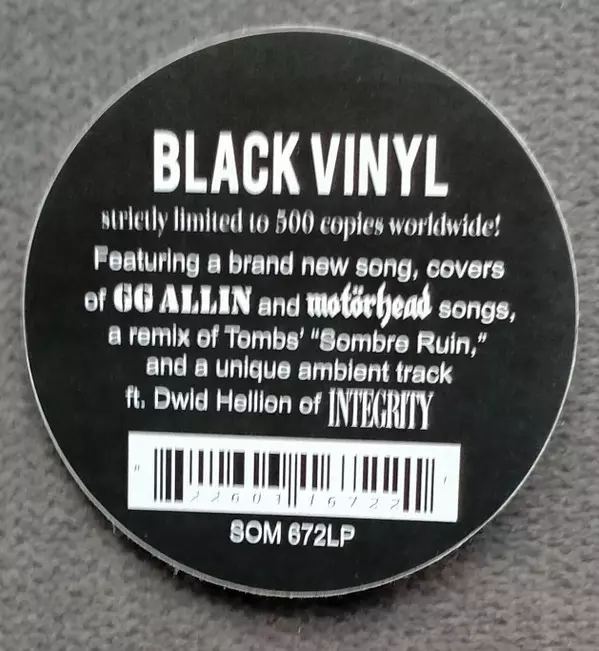 BLACK VINYL
strictly limited to 500 copies worldwide!
Featuring a brand new song, covers
of GG ALLIN and motörhead songs,
a remix of Tombs' "Sombre Ruin,"
and a unique ambient track
ft. Dwid Hellion of INTEGRITY
SOM 672LP